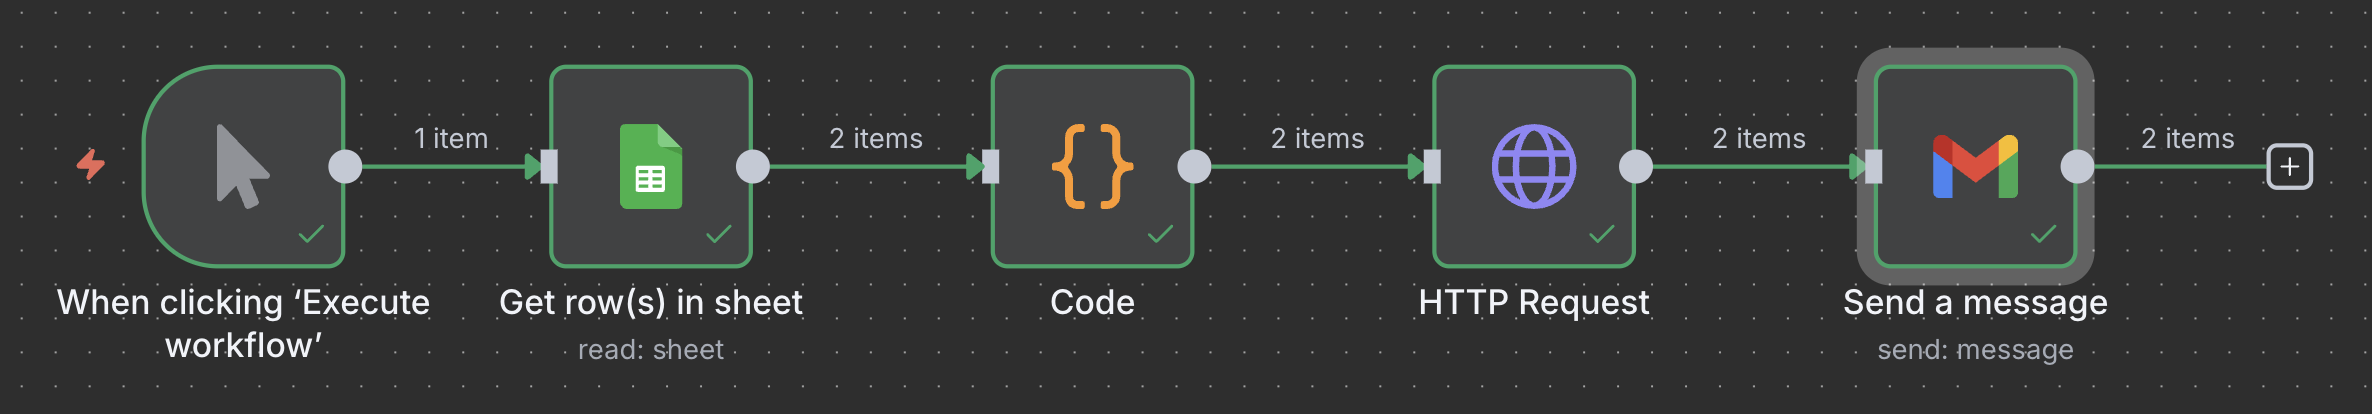 1 item
2 items
2 items
2 items
2 items
When clicking ‘Execute
workflow’
Get row(s) in sheet
read: sheet
Code
HTTP Request
Send a message
send: message